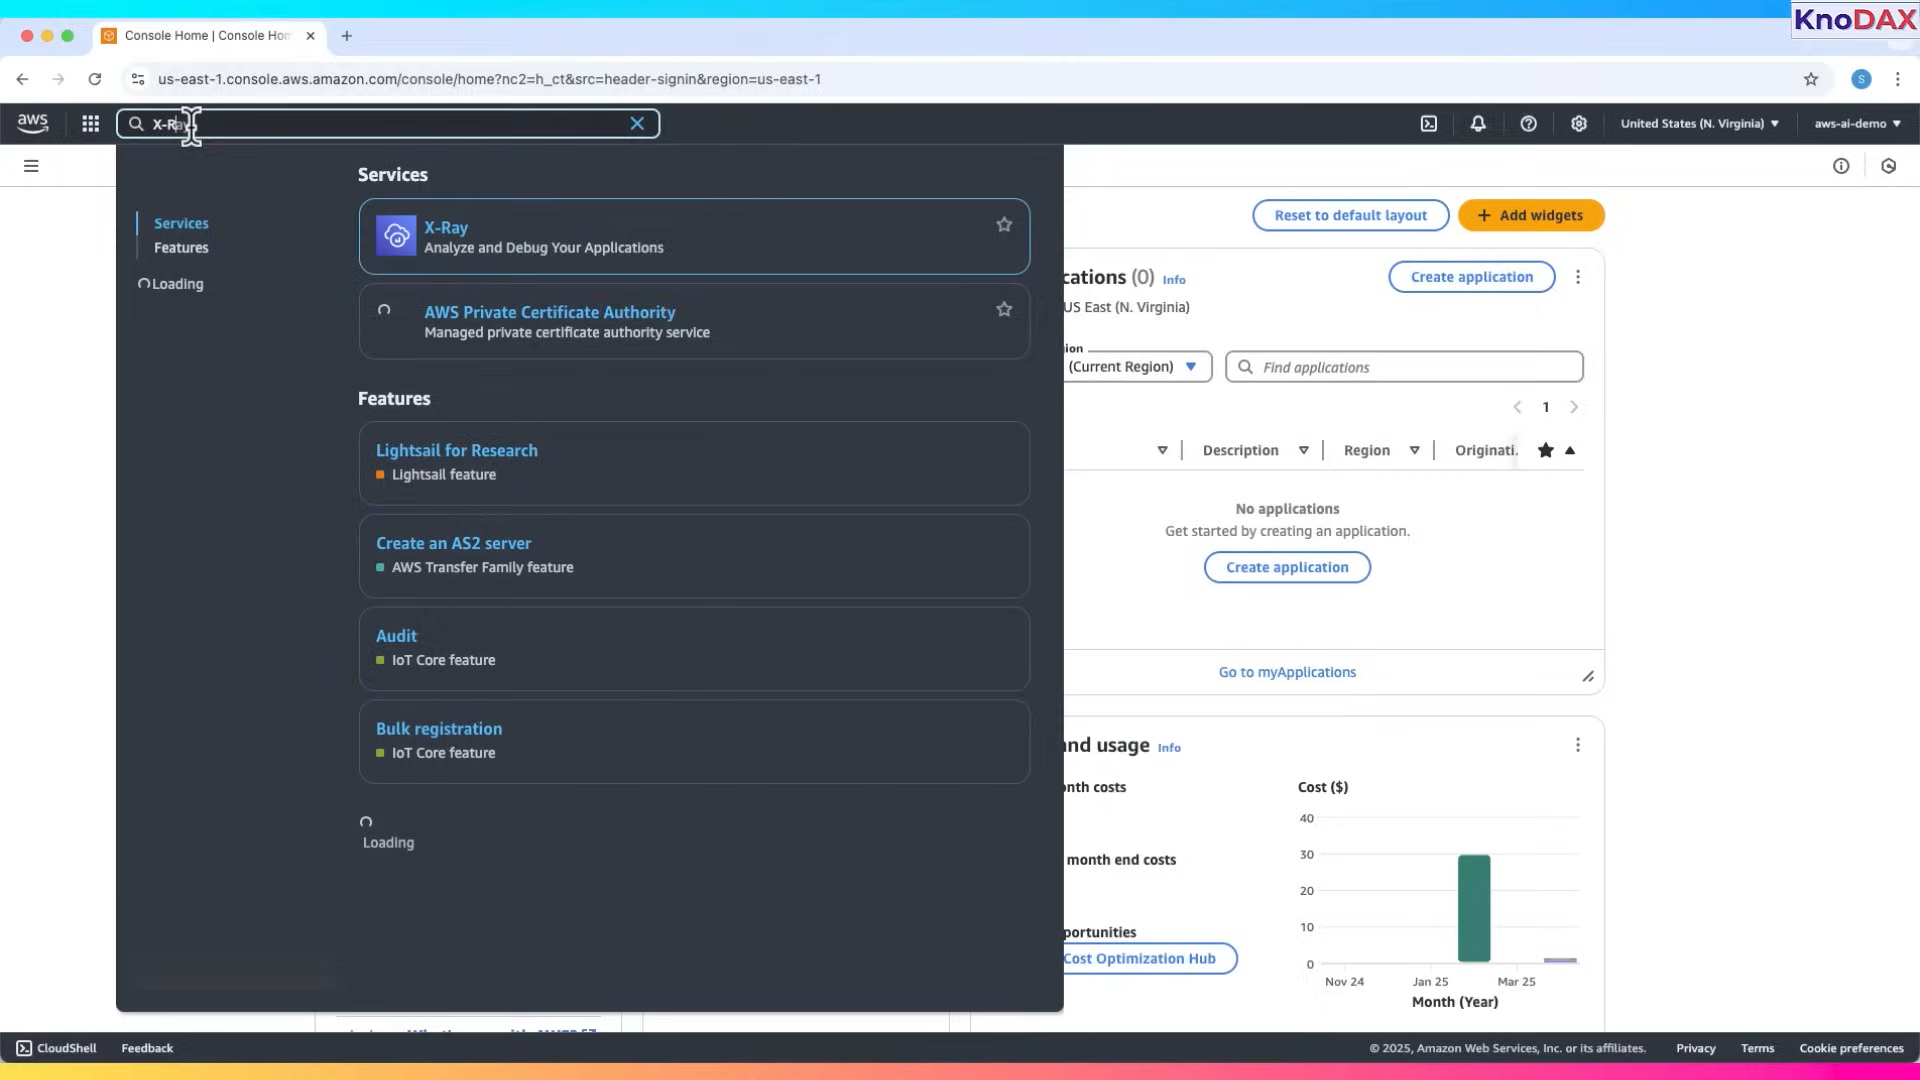 KnoDAX
Console Home | Console Hom
us-east-1.console.aws.amazon.com/console/home?nc2=h_ct&src=header-signin&region=us-east-1
S
aws
X-Ray
United States (N. Virginia)
aws-ai-demo
Services
Features
Loading
Services
X-Ray
Analyze and Debug Your Applications
AWS Private Certificate Authority
Managed private certificate authority service
Features
Lightsail for Research
Lightsail feature
Create an AS2 server
AWS Transfer Family feature
Audit
IoT Core feature
Bulk registration
IoT Core feature
Loading
Reset to default layout
+ Add widgets
cations (0) Info
US East (N. Virginia)
Create application
ion
(Current Region)
Find applications
1
Description
Region
Originati.
No applications
Get started by creating an application.
Create application
Go to myApplications
and usage Info
onth costs
month end costs
portunities
Cost Optimization Hub
Cost ($)
40
30
20
10
0
Nov 24
Jan 25
Mar 25
Month (Year)
CloudShell
Feedback
© 2025, Amazon Web Services, Inc. or its affiliates.
Privacy
Terms
Cookie preferences